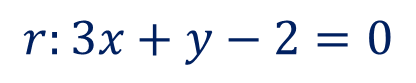 r: 3x + y − 2 = 0